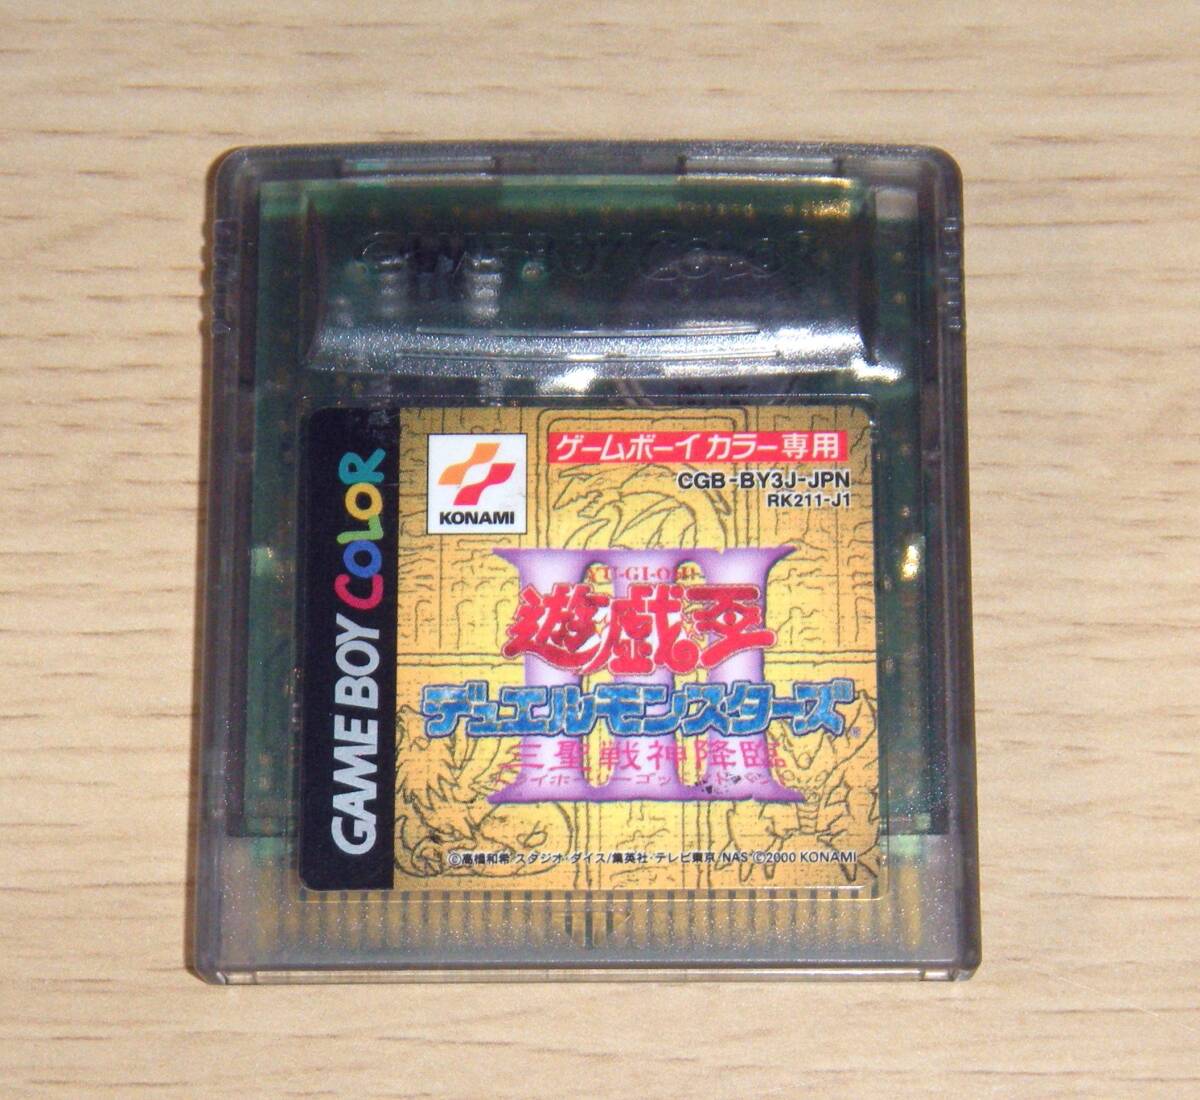 GAME BOY COLOR
GAME BOY COLOR
KONAMI
ゲームボーイカラー専用
CGB-BY3J-JPN
RK211-J1
YU-GI-OH!
遊戯王
III
デュエルモンスターズ
三聖戦神降臨
©高橋和希 スタジオ・ダイス/集英社・テレビ東京・NAS ©2000 KONAMI